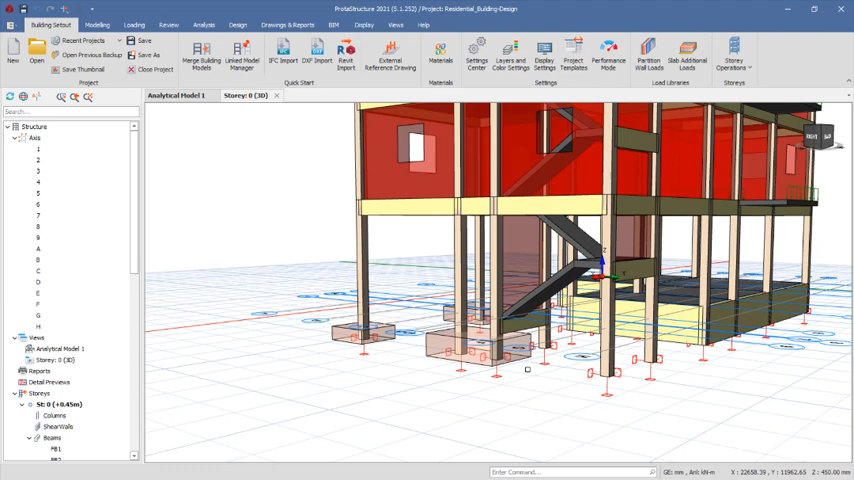 ProtaStructure 2021 (5.1.252) / Project: Residential_Building-Design
Building Setout Modelling Loading Review Analysis Design Drawings & Reports BIM Display Views Help
New
Open
Recent Projects
Open Previous Backup
Save Thumbnail
Save
Save As
Close Project
Merge Building Models
Linked Model Manager
IFC Import
DXF Import
Revit Import
External Reference Drawing
Materials
Settings Center
Layers and Color Settings
Display Settings
Project Templates
Performance Mode
Partition Wall Loads
Slab Additional Loads
Storey Operations
Project Quick Start Materials Settings Load Libraries Storeys
Analytical Model 1 Storey: 0 (3D)
Search...
Structure
Axis
1
2
3
4
5
6
7
8
9
A
B
C
D
E
F
G
H
Views
Analytical Model 1
Storey: 0 (3D)
Reports
Detail Previews
Storeys
St: 0 (+0.45m)
Columns
ShearWalls
Beams
FB1
FB2
RIGHT
Z
Y
Enter Command....
GE: mm, Anl: kN-m
X : 22658.39 Y : 11962.65 Z : 450.00 mm